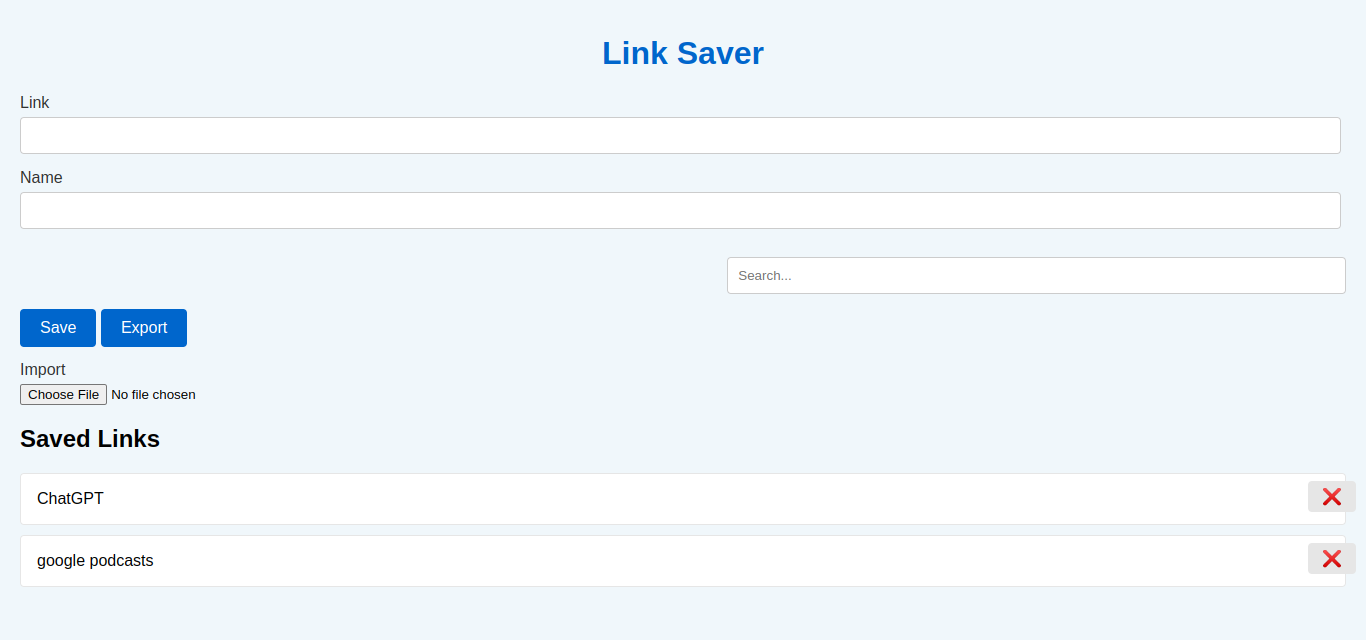 Link Saver
Link
Name
Search...
Save Export
Import
Choose File No file chosen
Saved Links
ChatGPT
google podcasts